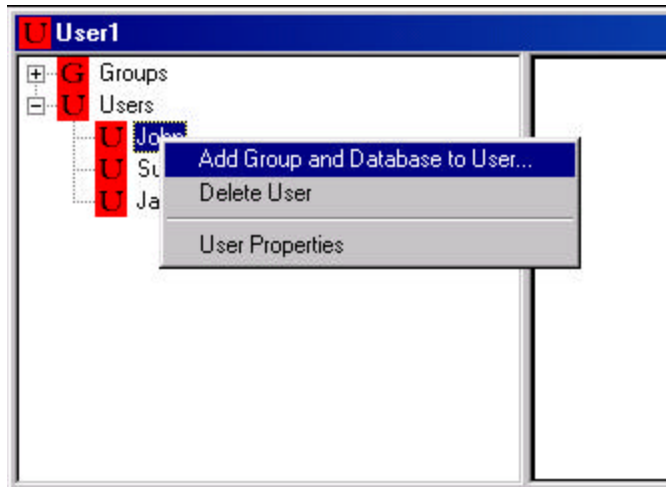 U User1
G Groups
U Users
U John
Add Group and Database to User...
U
Delete User
U
User Properties